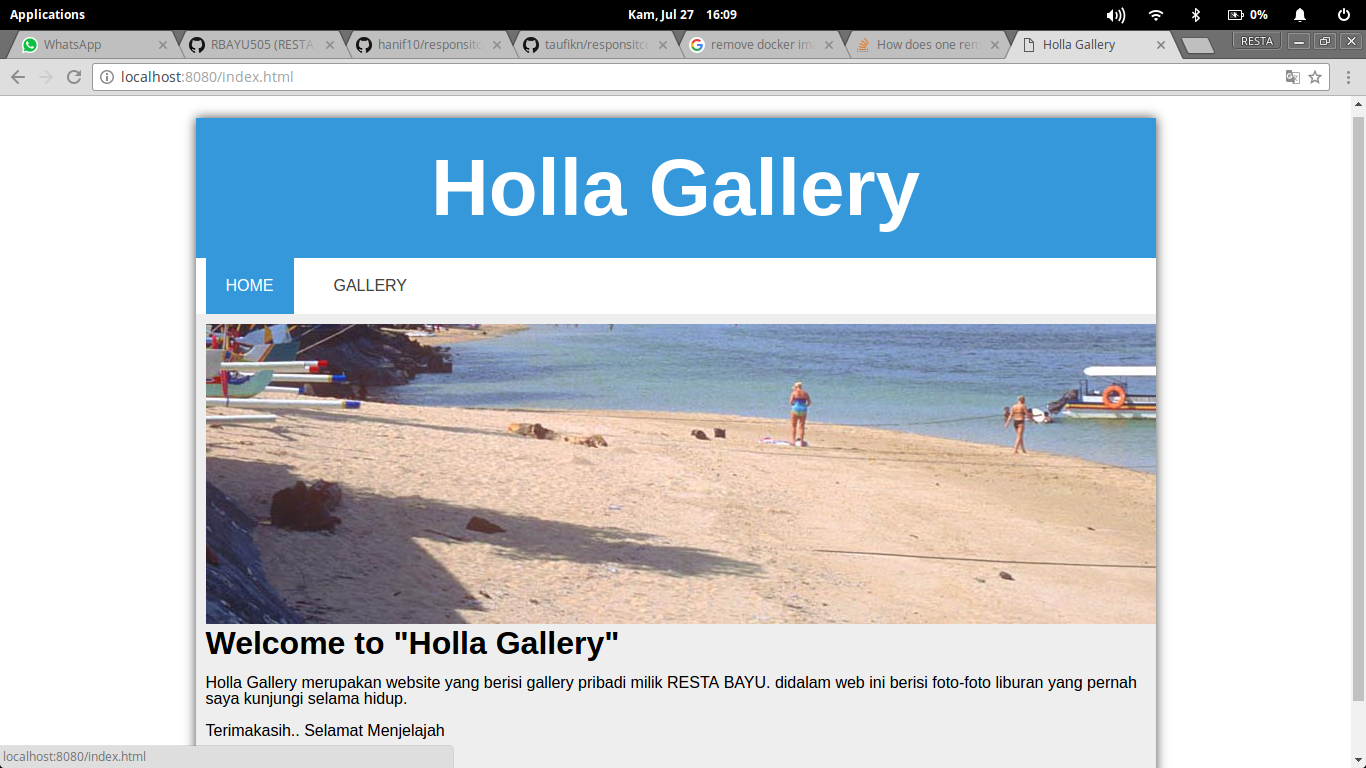 Applications Kam, Jul 27 16:09 0%
WhatsApp RBAYU505 (RESTA hanif10/responsitc taufikn/responsitc remove docker ima How does one rem Holla Gallery RESTA
localhost:8080/index.html
Holla Gallery
HOME GALLERY
Welcome to "Holla Gallery"
Holla Gallery merupakan website yang berisi gallery pribadi milik RESTA BAYU. didalam web ini berisi foto-foto liburan yang pernah
saya kunjungi selama hidup.
Terimakasih.. Selamat Menjelajah
localhost:8080/index.html